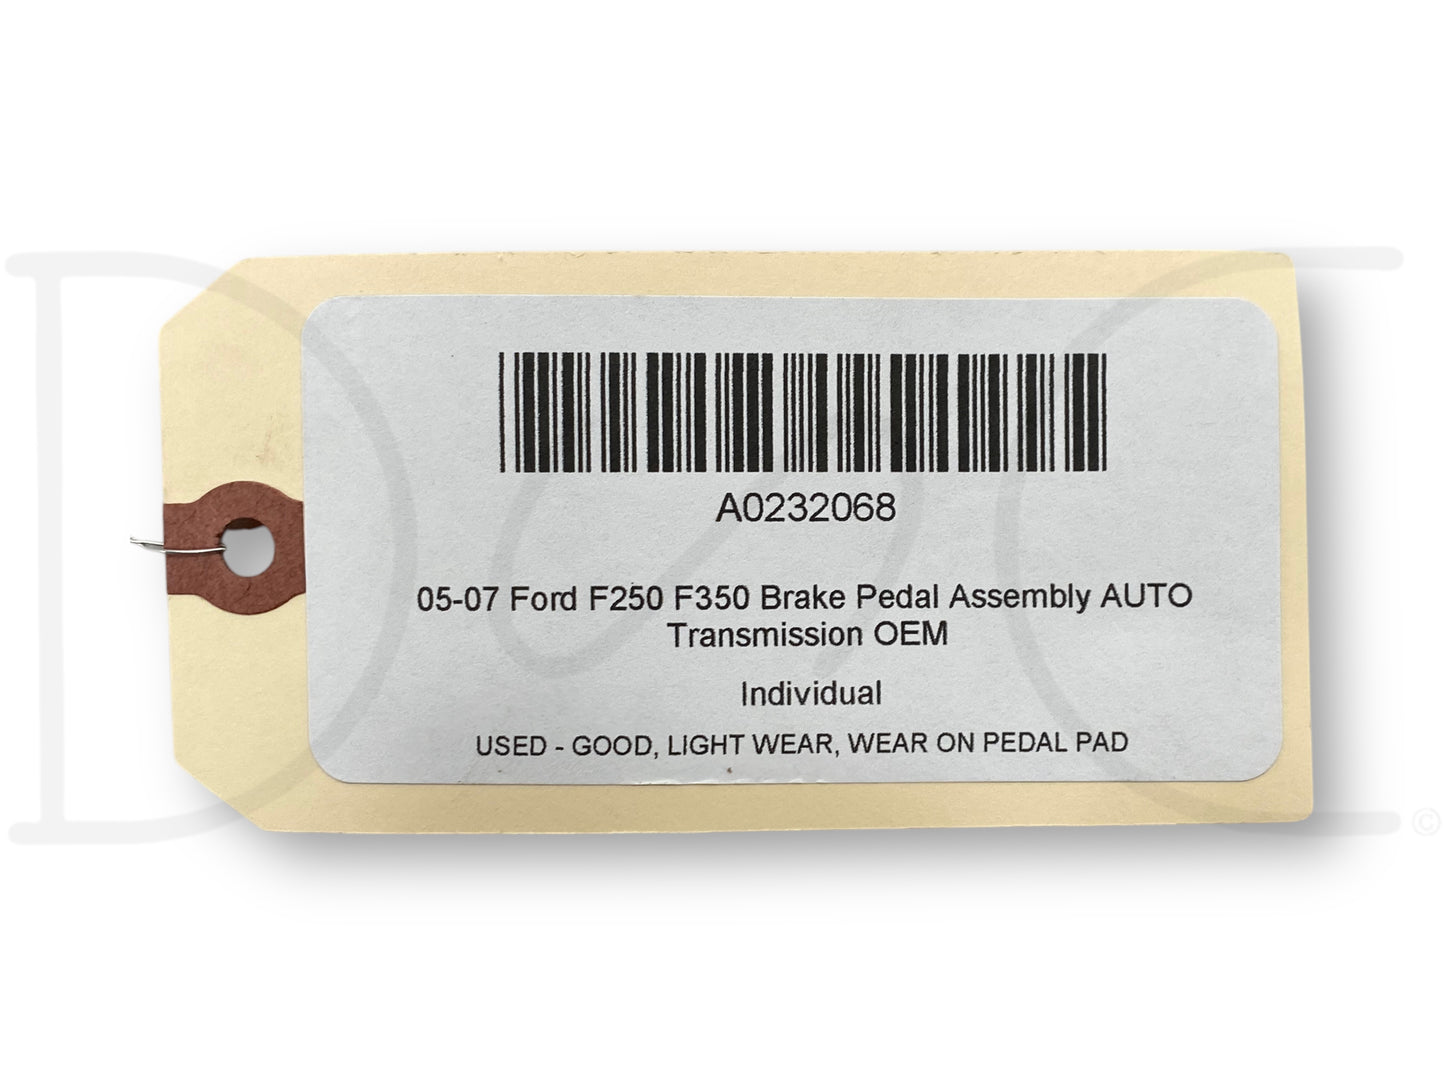 A0232068
05-07 Ford F250 F350 Brake Pedal Assembly AUTO
Transmission OEM
Individual
USED - GOOD, LIGHT WEAR, WEAR ON PEDAL PAD
D C ©